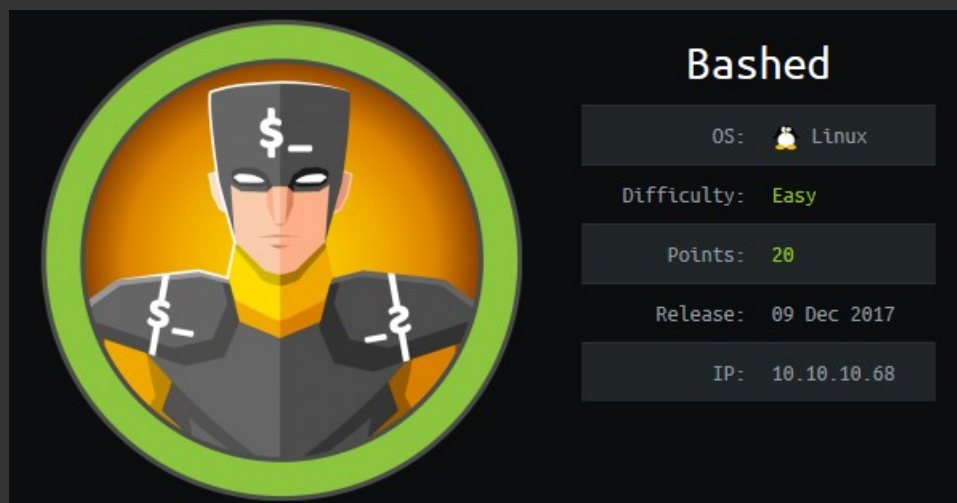 $_
$_
$_
Bashed
OS: Linux
Difficulty: Easy
Points: 20
Release: 09 Dec 2017
IP: 10.10.10.68